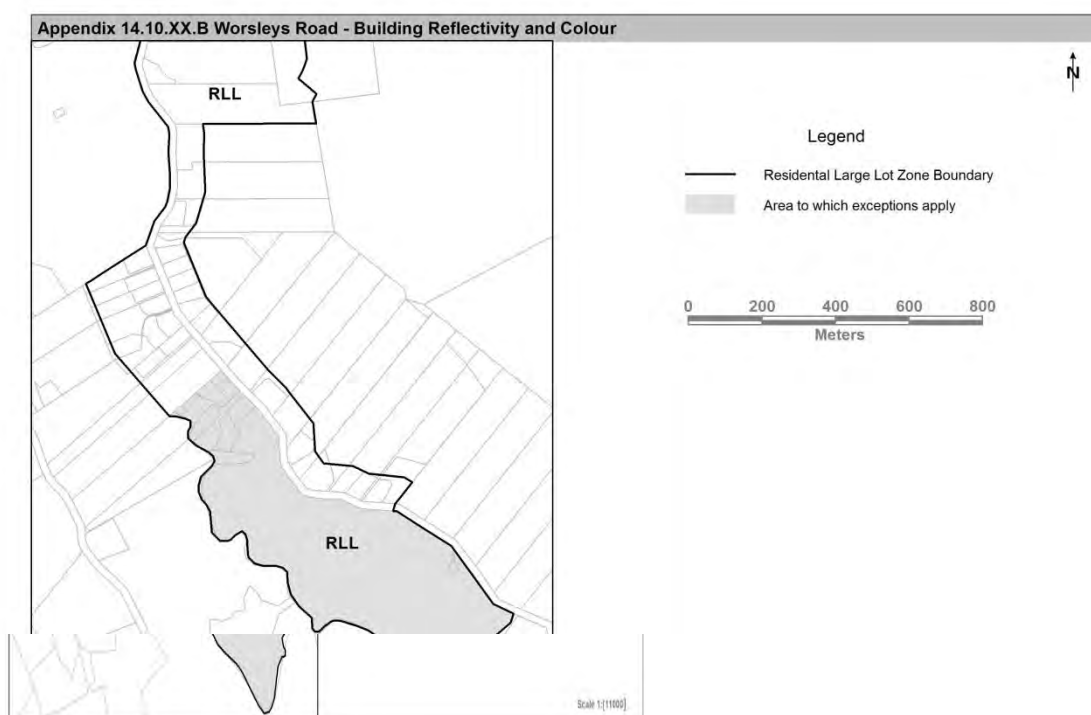 Appendix 14.10.XX.B Worsleys Road - Building Reflectivity and Colour
N
RLL
Legend
Residental Large Lot Zone Boundary
Area to which exceptions apply
0 200 400 600 800
Meters
RLL
Scale 1:[11000]